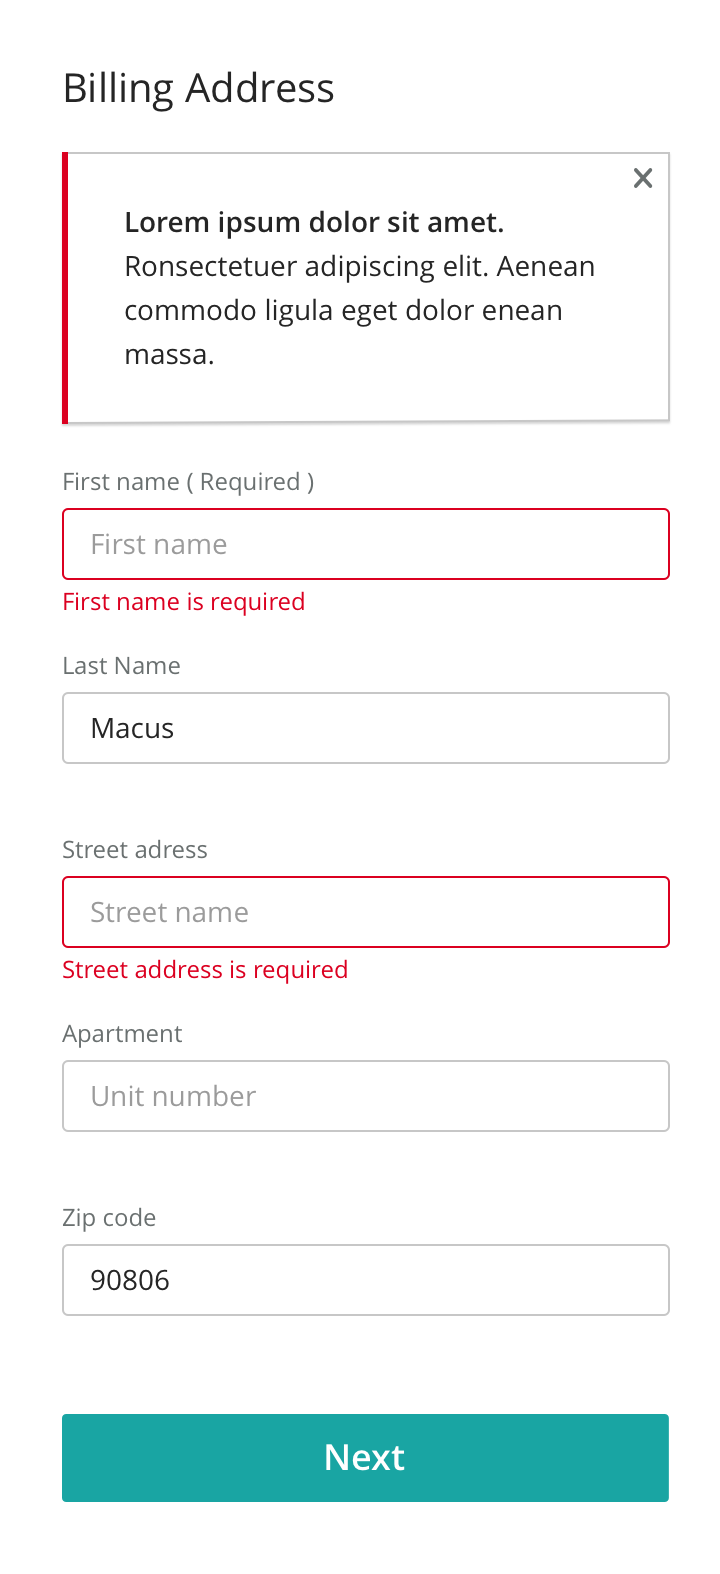 Billing Address
Lorem ipsum dolor sit amet.
Ronsectetuer adipiscing elit. Aenean
commodo ligula eget dolor enean
massa.
First name ( Required )
First name
First name is required
Last Name
Macus
Street adress
Street name
Street address is required
Apartment
Unit number
Zip code
90806
Next